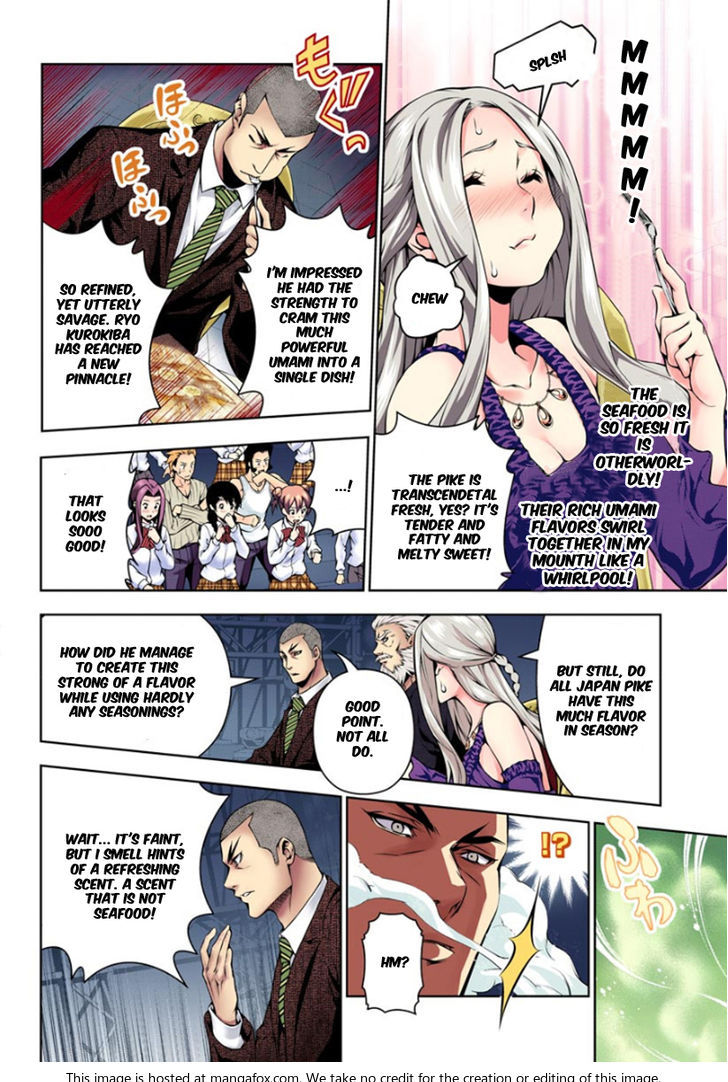 SPLSH
MMMMM!
CHEW
THE
SEAFOOD IS
SO FRESH IT
IS
OTHERWORL-
DLY!
THEIR RICH UMAMI
FLAVORS SWIRL
TOGETHER IN MY
MOUNTH LIKE A
WHIRLPOOL!
THE PIKE IS
TRANSCENDETAL
FRESH, YES? IT'S
TENDER AND
FATTY AND
MELTY SWEET!
もぐっ
ほふっ
ほふっ
I'M IMPRESSED
HE HAD THE
STRENGTH TO
CRAM THIS
MUCH
POWERFUL
UMAMI INTO A
SINGLE DISH!
SO REFINED,
YET UTTERLY
SAVAGE. RYO
KUROKIBA
HAS REACHED
A NEW
PINNACLE!
...!
THAT
LOOKS
SOOO
GOOD!
BUT STILL, DO
ALL JAPAN PIKE
HAVE THIS
MUCH FLAVOR
IN SEASON?
GOOD
POINT.
NOT ALL
DO.
HOW DID HE MANAGE
TO CREATE THIS
STRONG OF A FLAVOR
WHILE USING HARDLY
ANY SEASONINGS?
ふわ
!?
HM?
WAIT... IT'S FAINT,
BUT I SMELL HINTS
OF A REFRESHING
SCENT. A SCENT
THAT IS NOT
SEAFOOD!
This image is hosted at mangafox.com. We take no credit for the creation or editing of this image.